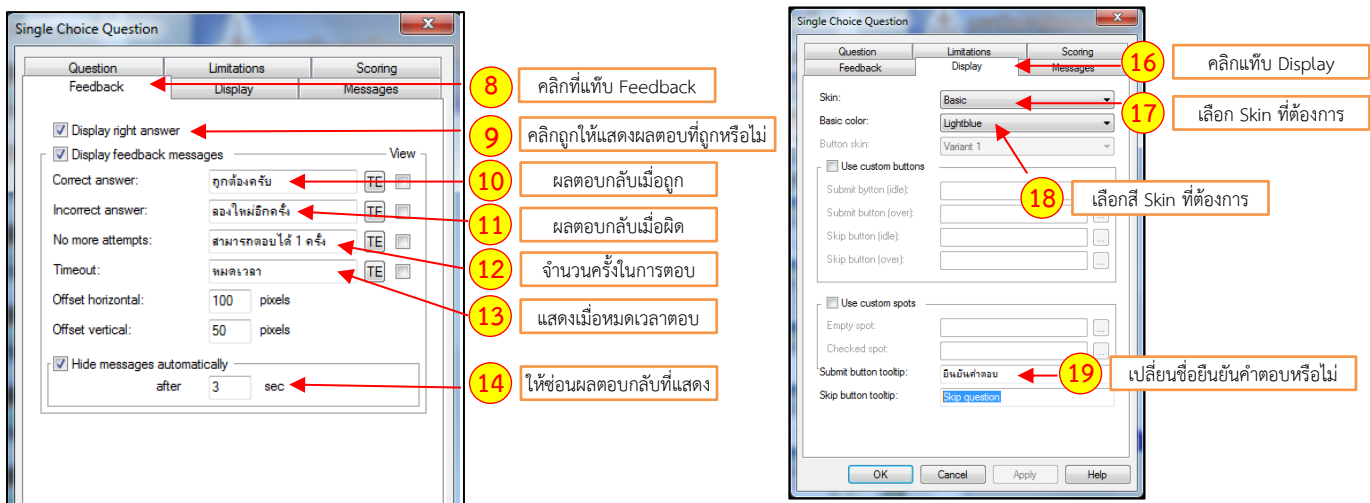 Single Choice Question
Question Limitations Scoring
Feedback Display Messages
Display right answer
Display feedback messages View
Correct answer: ถูกต้องครับ TE
Incorrect answer: ลองใหม่อีกครั้ง TE
No more attempts: สามารถตอบได้ 1 ครั้ง TE
Timeout: หมดเวลา TE
Offset horizontal: 100 pixels
Offset vertical: 50 pixels
Hide messages automatically
after 3 sec
8 คลิกที่แท๊บ Feedback
9 คลิกถูกให้แสดงผลตอบที่ถูกหรือไม่
10 ผลตอบกลับเมื่อถูก
11 ผลตอบกลับเมื่อผิด
12 จำนวนครั้งในการตอบ
13 แสดงเมื่อหมดเวลาตอบ
14 ให้ซ่อนผลตอบกลับที่แสดง
Single Choice Question
Question Limitations Scoring
Feedback Display Messages
Skin: Basic
Basic color: Lightblue
Button skin: Variant 1
Use custom buttons
Submit bytton (idle):
Submit button (over):
Skip button (idle):
Skip button (over):
Use custom spots
Empty spot:
Checked spot:
Submit button tooltip: ยืนยันคำตอบ
Skip button tooltip: Skip question
OK Cancel Apply Help
16 คลิกแท๊บ Display
17 เลือก Skin ที่ต้องการ
18 เลือกสี Skin ที่ต้องการ
19 เปลี่ยนชื่อยืนยันคำตอบหรือไม่